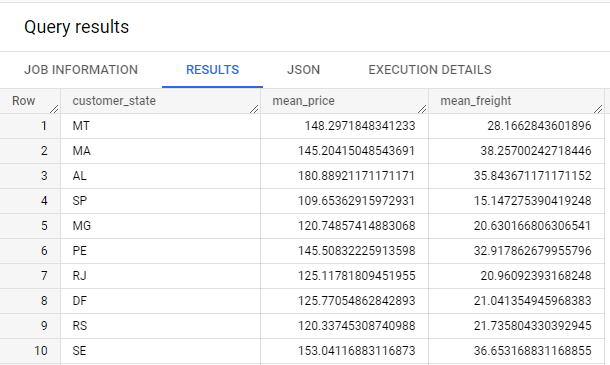 Query results
JOB INFORMATION RESULTS JSON EXECUTION DETAILS
Row customer_state mean_price mean_freight
1 MT 148.2971848341233 28.1662843601896
2 MA 145.20415048543691 38.25700242718446
3 AL 180.88921171171171 35.843671171171152
4 SP 109.65362915972931 15.147275390419248
5 MG 120.74857414883068 20.630166806306541
6 PE 145.50832225913598 32.917862679955796
7 RJ 125.11781809451955 20.96092393168248
8 DF 125.77054862842893 21.041354945968383
9 RS 120.33745308740988 21.735804330392945
10 SE 153.04116883116873 36.653168831168855